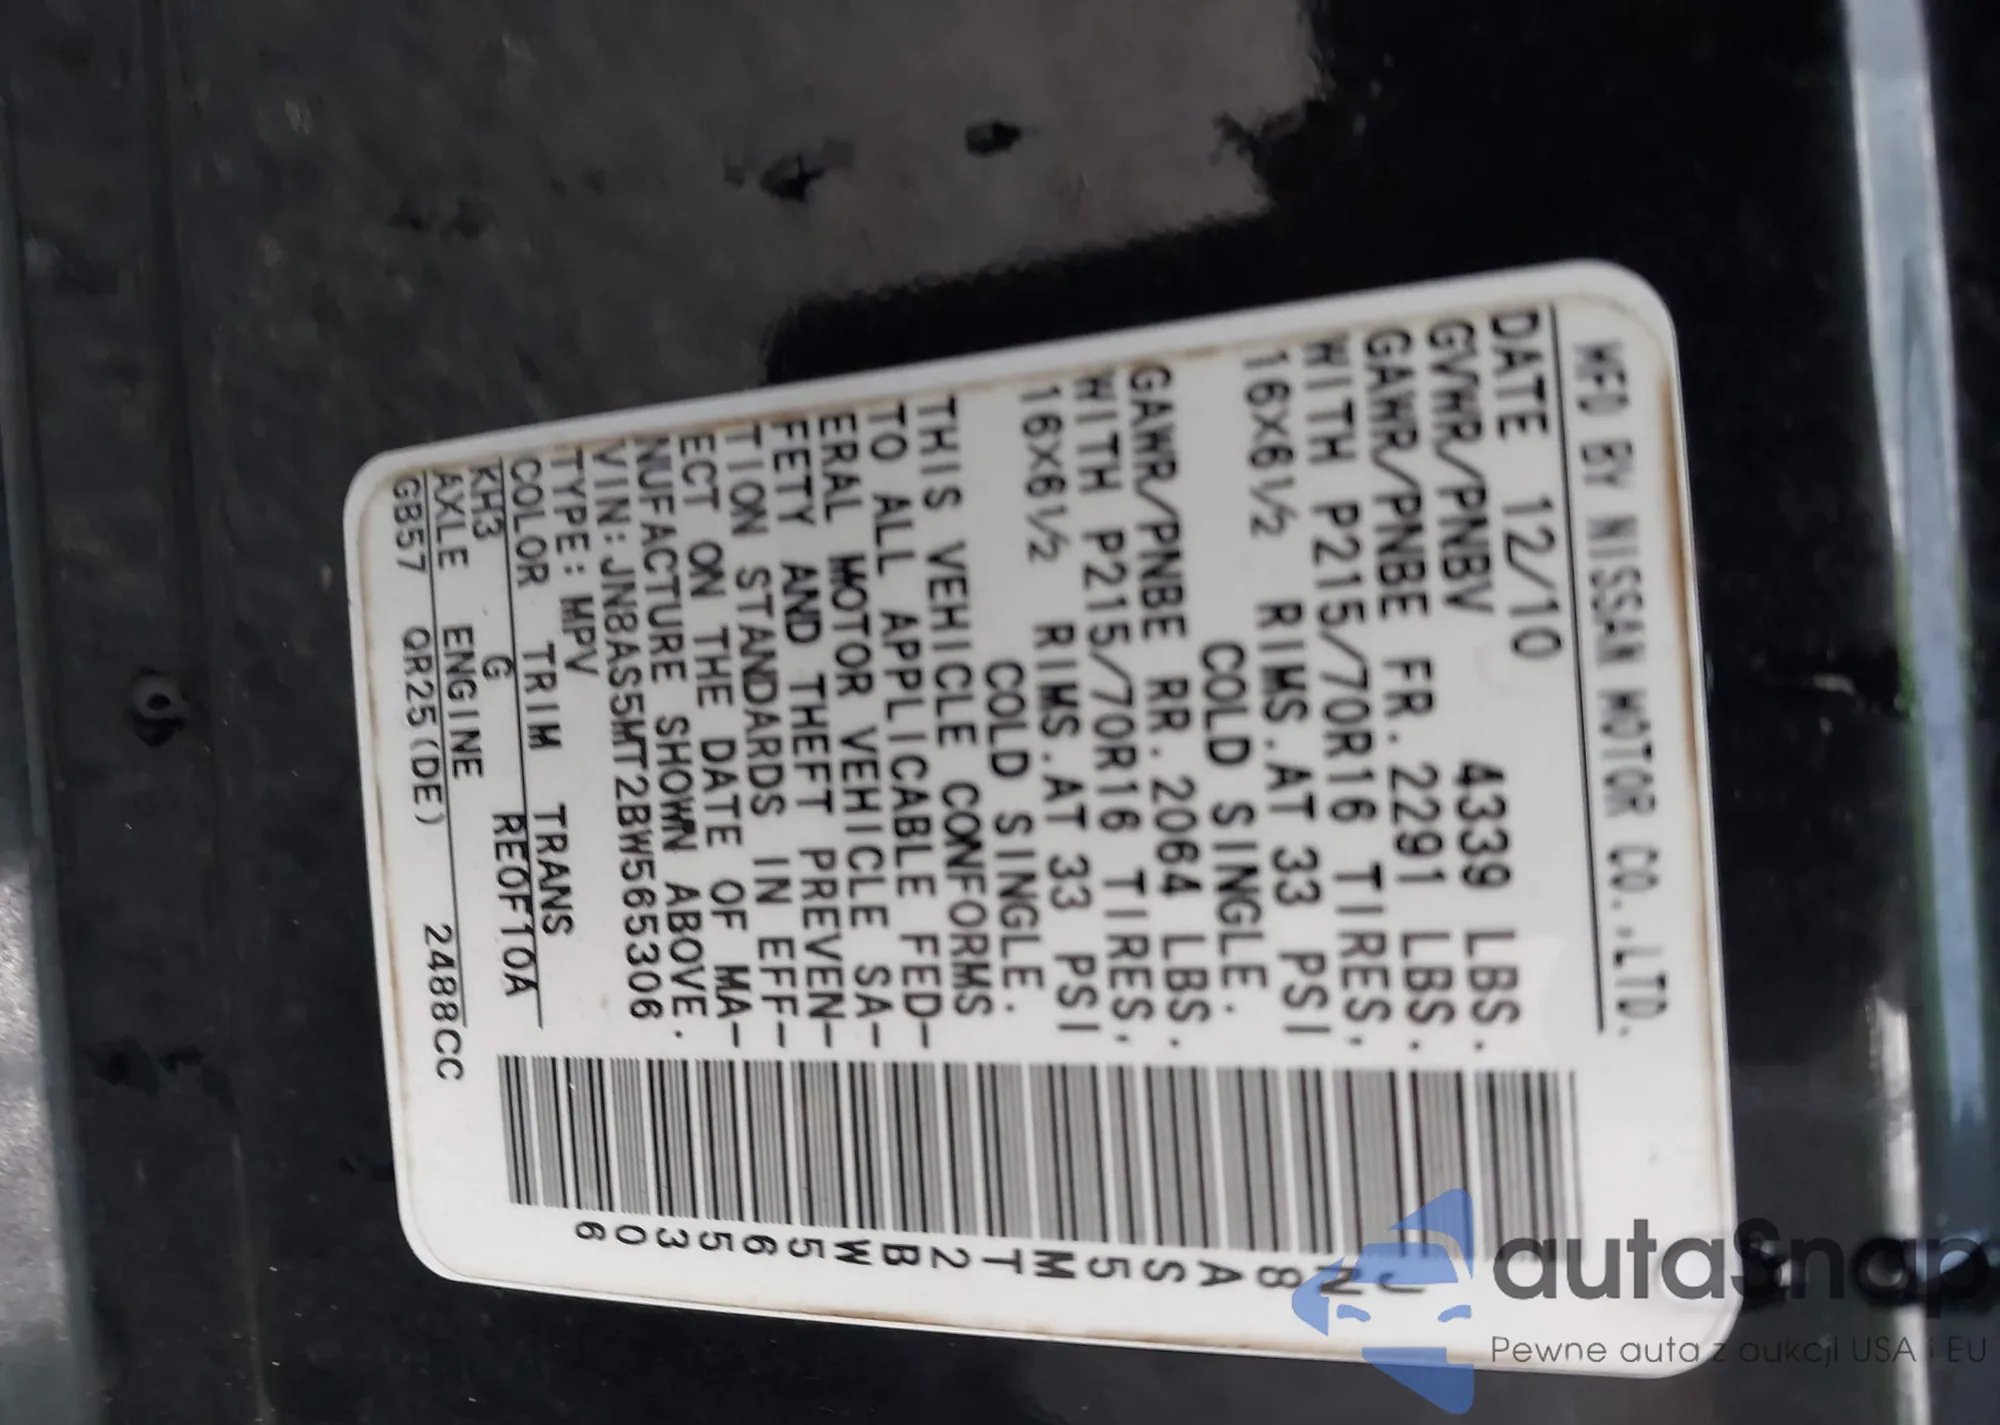 MFD BY NISSAN MOTOR CO.,LTD.
DATE 12/10
GVWR/PNBV 4339 LBS.
GAWR/PNBE FR. 2291 LBS.
WITH P215/70R16 TIRES,
16X6½ RIMS.AT 33 PSI
COLD SINGLE.
GAWR/PNBE RR. 2064 LBS.
WITH P215/70R16 TIRES,
16X6½ RIMS.AT 33 PSI
COLD SINGLE.
THIS VEHICLE CONFORMS
TO ALL APPLICABLE FED-
ERAL MOTOR VEHICLE SA-
FETY AND THEFT PREVEN-
TION STANDARDS IN EFF-
ECT ON THE DATE OF MA-
NUFACTURE SHOWN ABOVE.
VIN:JN8AS5MT2BW565306
TYPE:MPV
COLOR TRIM TRANS
KH3 G RE0F10A
AXLE ENGINE
GB57 QR25(DE) 2488CC
JN8AS5MT2BW565306
autaSnap
Pewne auta z aukcji USA i EU